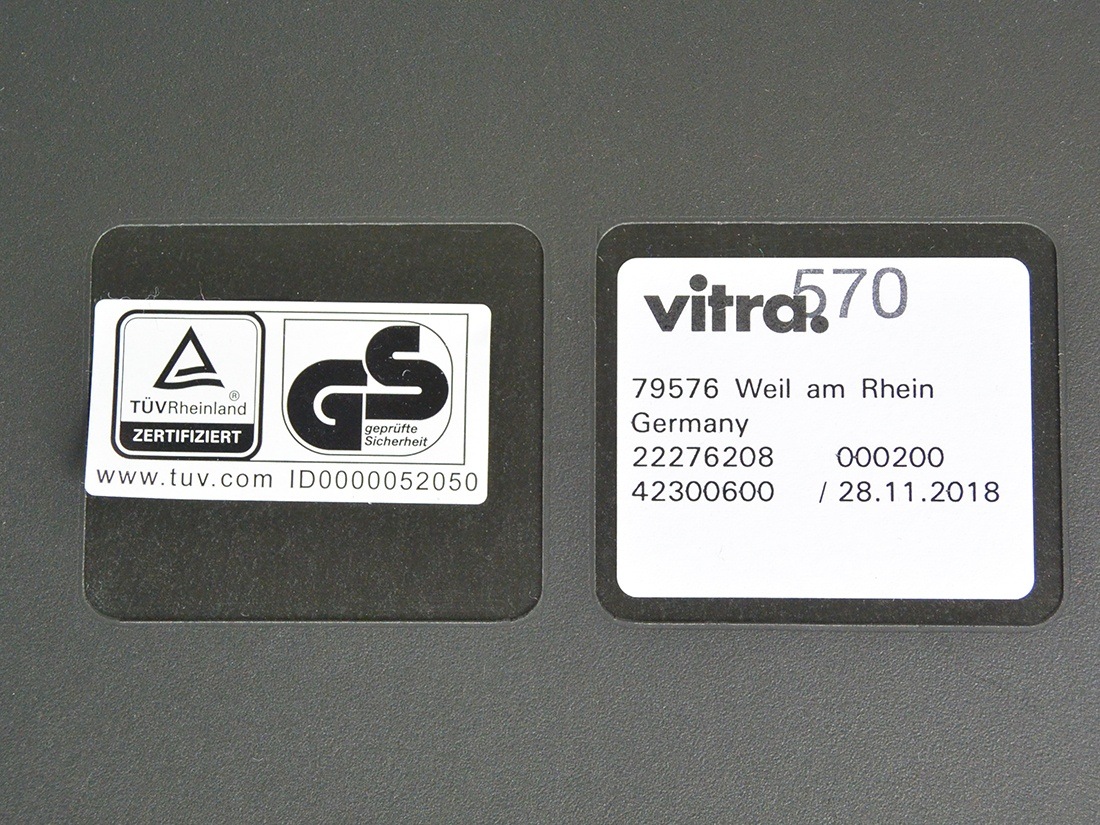 TÜVRheinland®
ZERTIFIZIERT
GS
geprüfte
Sicherheit
www.tuv.com ID0000052050
vitra. 570
79576 Weil am Rhein
Germany
22276208 000200
42300600 / 28.11.2018